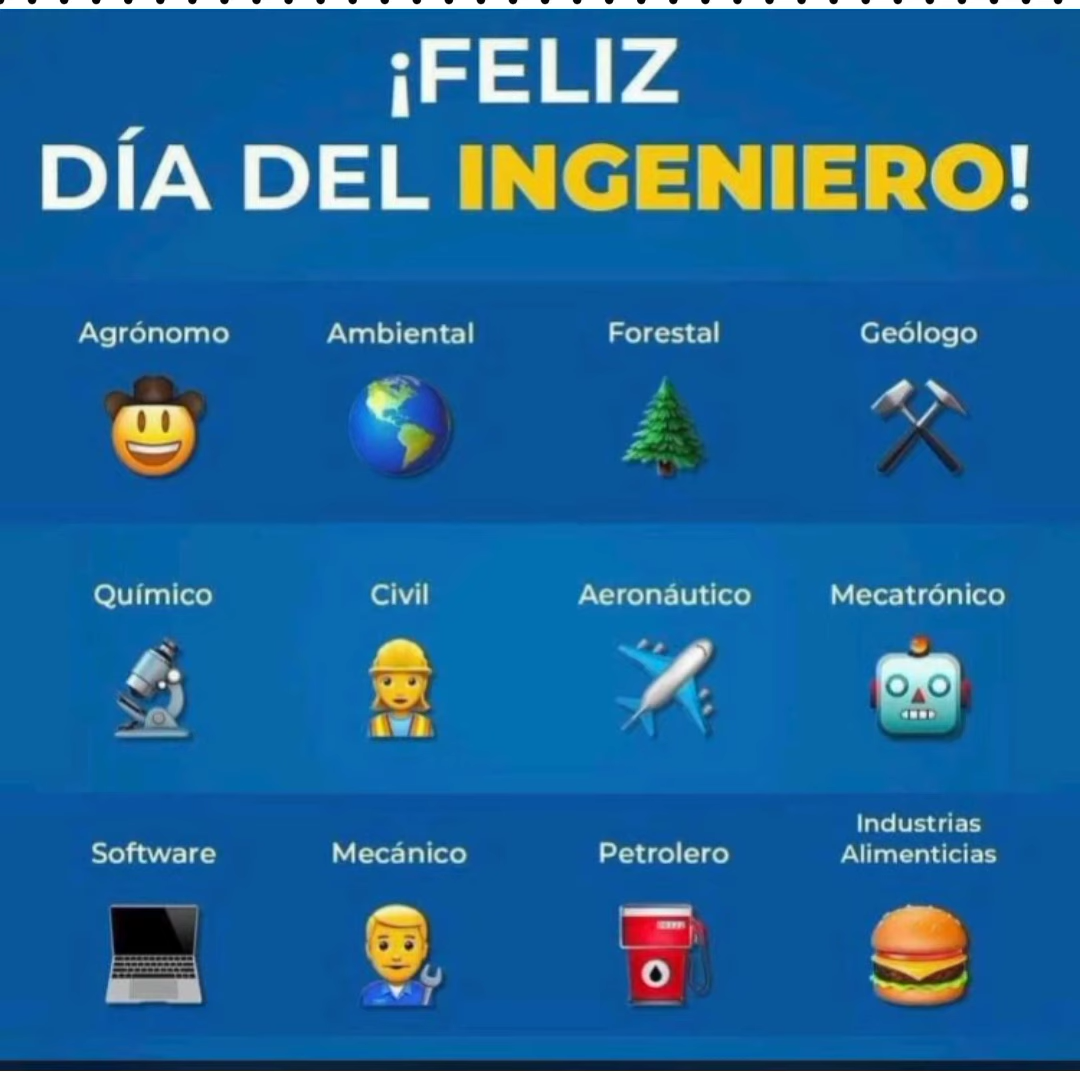 ¡FELIZ
DÍA DEL INGENIERO!
Agrónomo Ambiental Forestal Geólogo
Químico Civil Aeronáutico Mecatrónico
Software Mecánico Petrolero Industrias
Alimenticias